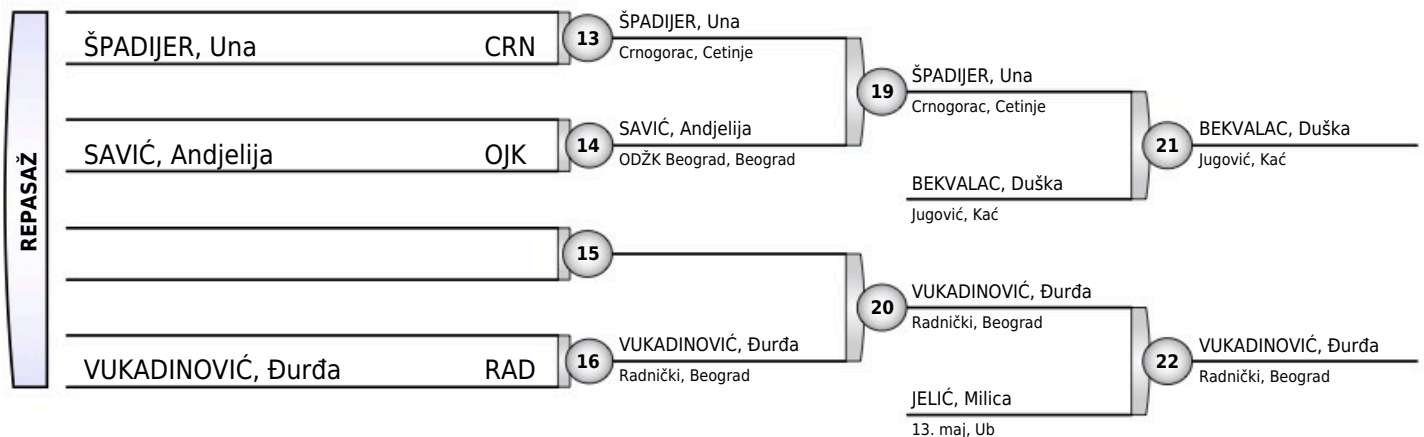 REPASAŽ
ŠPADIJER, Una CRN
SAVIĆ, Andjelija OJK
VUKADINOVIĆ, Đurđa RAD
13
ŠPADIJER, Una
Crnogorac, Cetinje
14
SAVIĆ, Andjelija
ODŽK Beograd, Beograd
15
16
VUKADINOVIĆ, Đurđa
Radnički, Beograd
19
ŠPADIJER, Una
Crnogorac, Cetinje
BEKVALAC, Duška
Jugović, Kać
20
VUKADINOVIĆ, Đurđa
Radnički, Beograd
JELIĆ, Milica
13. maj, Ub
21
BEKVALAC, Duška
Jugović, Kać
22
VUKADINOVIĆ, Đurđa
Radnički, Beograd